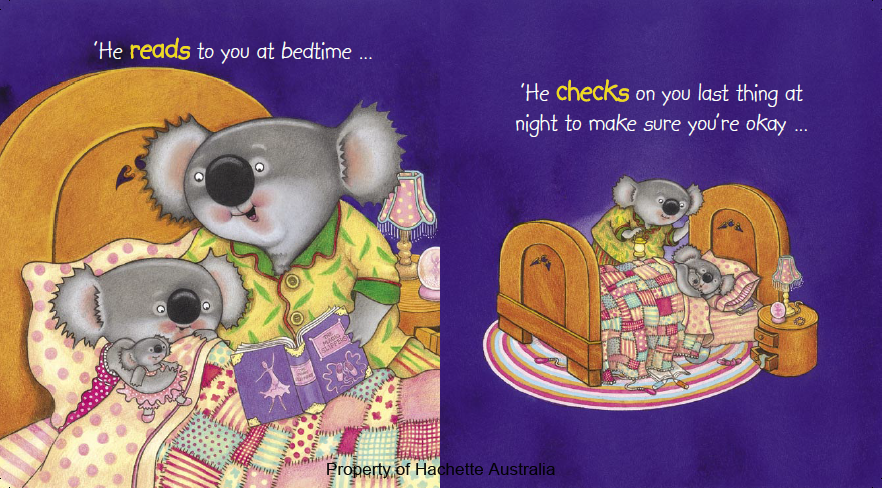 'He reads to you at bedtime ...
'He checks on you last thing at
night to make sure you're okay ...
Property of Hachette Australia